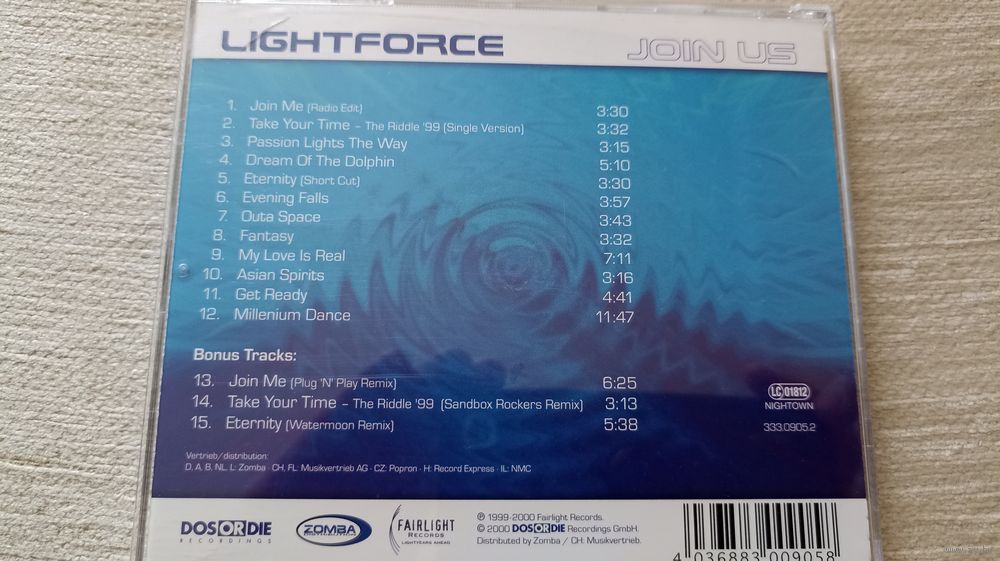 LIGHTFORCE JOIN US
1. Join Me (Radio Edit) 3:30
2. Take Your Time – The Riddle '99 (Single Version) 3:32
3. Passion Lights The Way 3:15
4. Dream Of The Dolphin 5:10
5. Eternity (Short Cut) 3:30
6. Evening Falls 3:57
7. Outa Space 3:43
8. Fantasy 3:32
9. My Love Is Real 7:11
10. Asian Spirits 3:16
11. Get Ready 4:41
12. Millenium Dance 11:47
Bonus Tracks:
13. Join Me (Plug 'N' Play Remix) 6:25
14. Take Your Time – The Riddle '99 (Sandbox Rockers Remix) 3:13
15. Eternity (Watermoon Remix) 5:38
LC 01812
NIGHTOWN
333.0905.2
Vertrieb/distribution:
D, A, B, NL, L: Zomba · CH, FL: Musikvertrieb AG · CZ: Popron · H: Record Express · IL: NMC
DOS OR DIE
RECORDINGS
ZOMBA
FAIRLIGHT
RECORDS
LIGHTYEARS AHEAD
℗ 1999-2000 Fairlight Records.
© 2000 DOS OR DIE Recordings GmbH.
Distributed by Zomba / CH: Musikvertrieb.
4 036883 009058